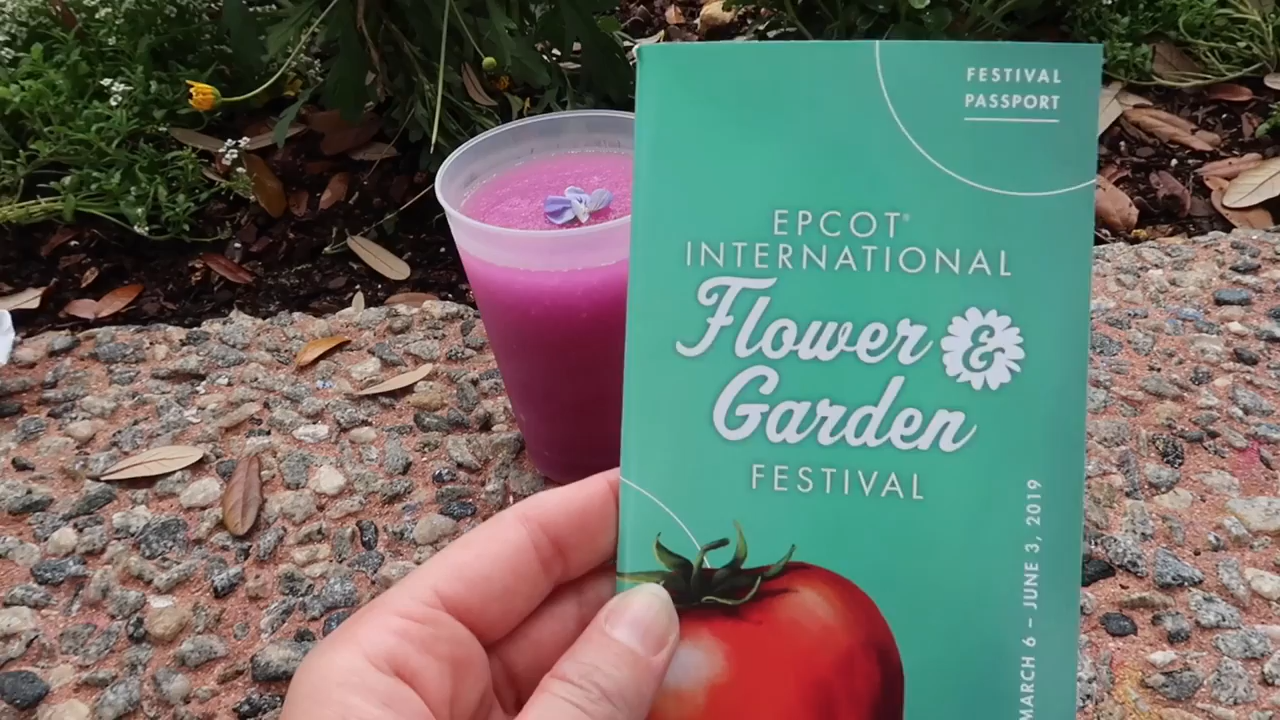 FESTIVAL
PASSPORT
EPCOT®
INTERNATIONAL
Flower &
Garden
FESTIVAL
MARCH 6 – JUNE 3, 2019